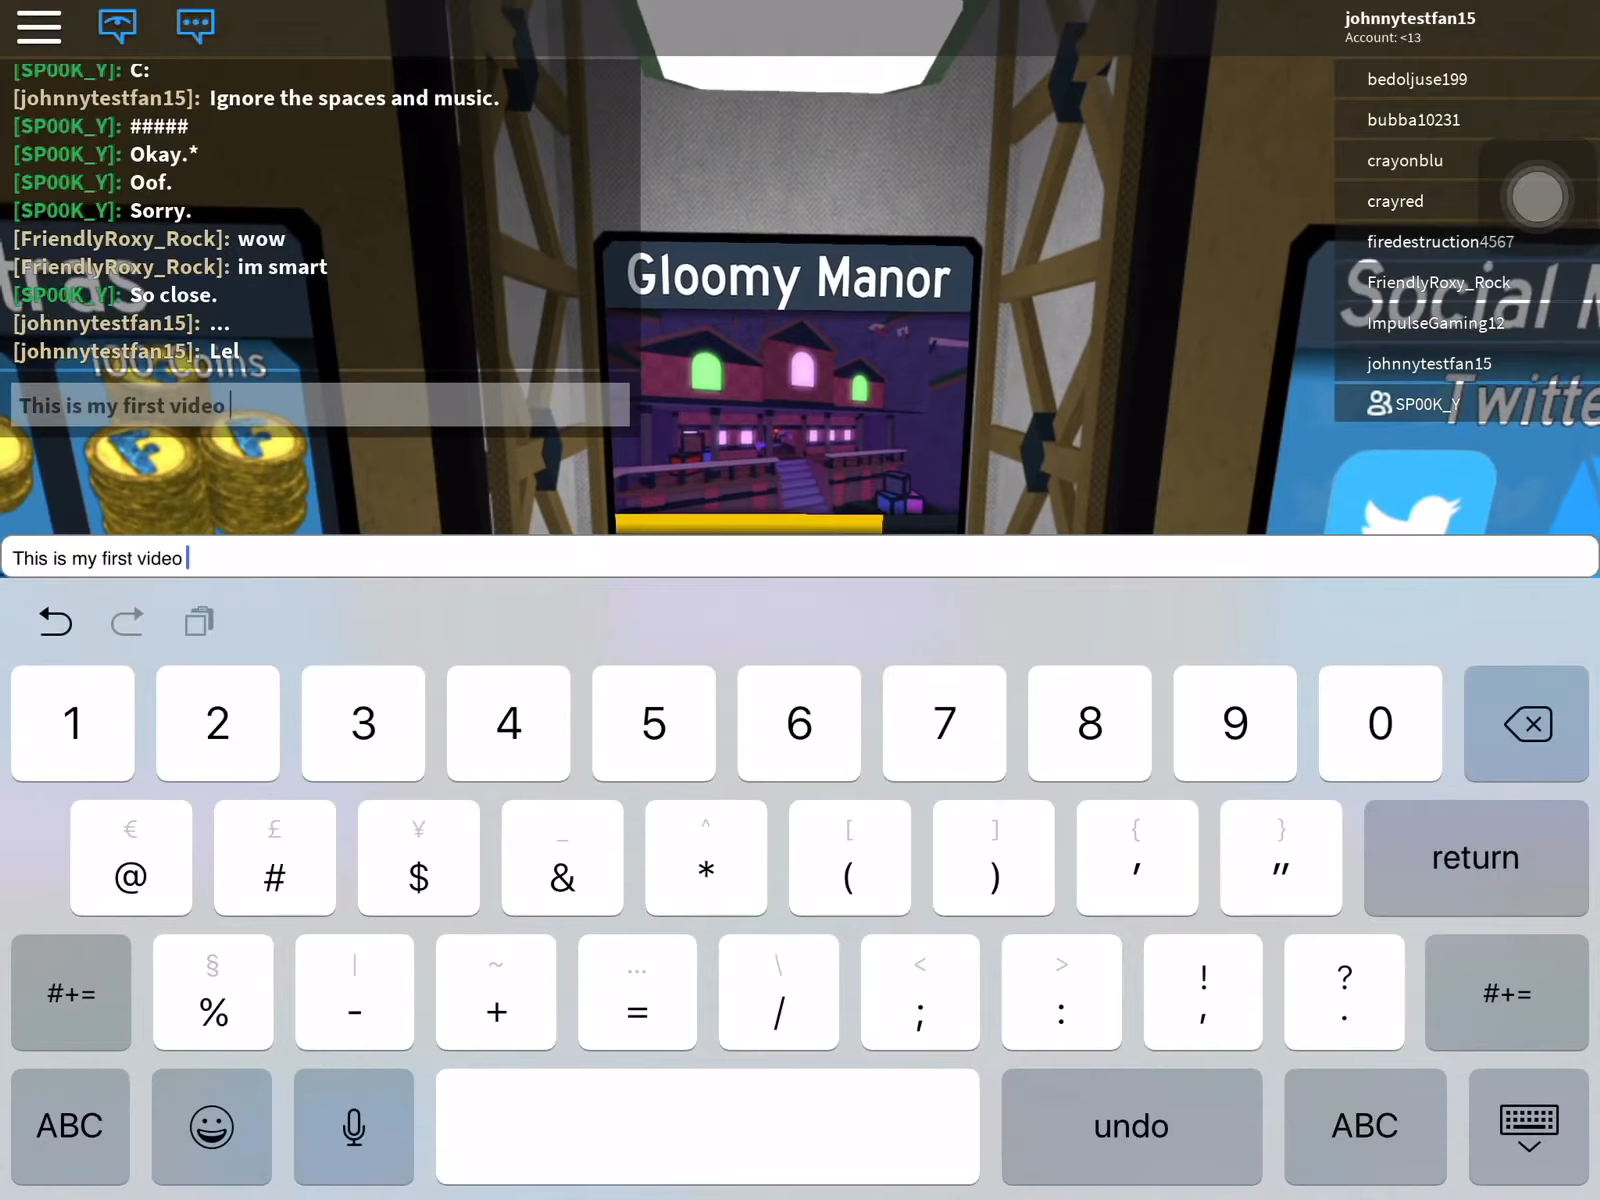 johnnytestfan15
Account: <13
[SP00K_Y]: C:
[johnnytestfan15]: Ignore the spaces and music.
[SP00K_Y]: #####
[SP00K_Y]: Okay.*
[SP00K_Y]: Oof.
[SP00K_Y]: Sorry.
[FriendlyRoxy_Rock]: wow
[FriendlyRoxy_Rock]: im smart
[SP00K_Y]: So close.
[johnnytestfan15]: ...
[johnnytestfan15]: Lel
This is my first video
100 Coins
Gloomy Manor
bedoljuse199
bubba10231
crayonblu
crayred
firedestruction4567
FriendlyRoxy_Rock
ImpulseGaming12
johnnytestfan15
SP00K_Y
Social M
Twitte
This is my first video
1 2 3 4 5 6 7 8 9 0
€ £ ¥ _ ^ [ ] { }
@ # $ & * ( ) ' "
return
§ | ~ ... \ < > ! ?
#+= % - + = / ; : , . #+=
ABC undo ABC